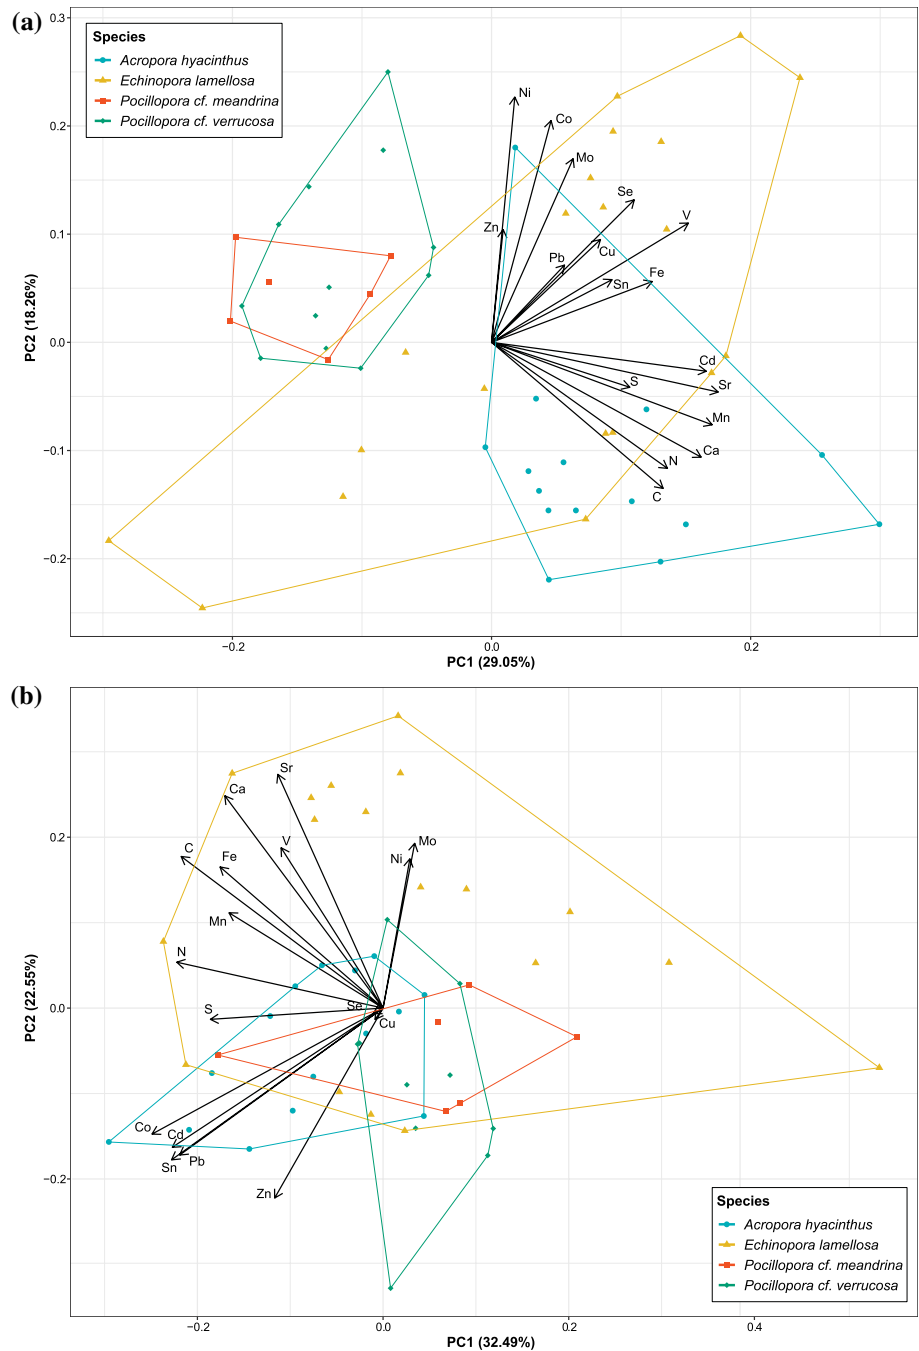 (a)
Species
Acropora hyacinthus
Echinopora lamellosa
Pocillopora cf. meandrina
Pocillopora cf. verrucosa
0.3
0.2
0.1
0.0
−0.1
−0.2
PC2 (18.26%)
Ni
Co
Mo
Se
V
Zn
Cu
Pb
Sn
Fe
Cd
S
Sr
Mn
Ca
N
C
−0.2
0.0
0.2
PC1 (29.05%)
(b)
Sr
Ca
Mo
V
C
Fe
Ni
Mn
N
Se
S
Cu
Co
Cd
Sn
Pb
Zn
0.2
0.0
−0.2
PC2 (22.55%)
Species
Acropora hyacinthus
Echinopora lamellosa
Pocillopora cf. meandrina
Pocillopora cf. verrucosa
−0.2
0.0
0.2
0.4
PC1 (32.49%)